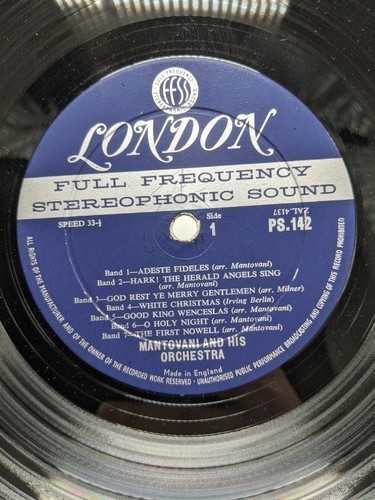 FULL FREQUENCY
FFSS
LONDON
FULL FREQUENCY
STEREOPHONIC SOUND
SPEED 33⅓
Side
1
ZAL.4137
PS.142
Band 1—ADESTE FIDELES (arr. Mantovani)
Band 2—HARK! THE HERALD ANGELS SING
(arr. Mantovani)
Band 3—GOD REST YE MERRY GENTLEMEN (arr. Milner)
Band 4—WHITE CHRISTMAS (Irving Berlin)
Band 5—GOOD KING WENCESLAS (arr. Mantovani)
Band 6—O HOLY NIGHT (arr. Mantovani)
Band 7—THE FIRST NOWELL (arr. Mantovani)
MANTOVANI AND HIS
ORCHESTRA
Made in England
ALL RIGHTS OF THE MANUFACTURER AND OF THE OWNER OF THE RECORDED WORK RESERVED · UNAUTHORISED PUBLIC PERFORMANCE BROADCASTING AND COPYING OF THIS RECORD PROHIBITED